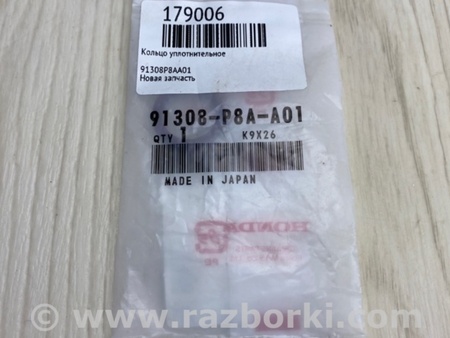 179006
Кольцо уплотнительное
91308P8AA01
Новая запчасть
91308-P8A-A01
QTY 1 K9X26
MADE IN JAPAN
HONDA
© www.razborki.com